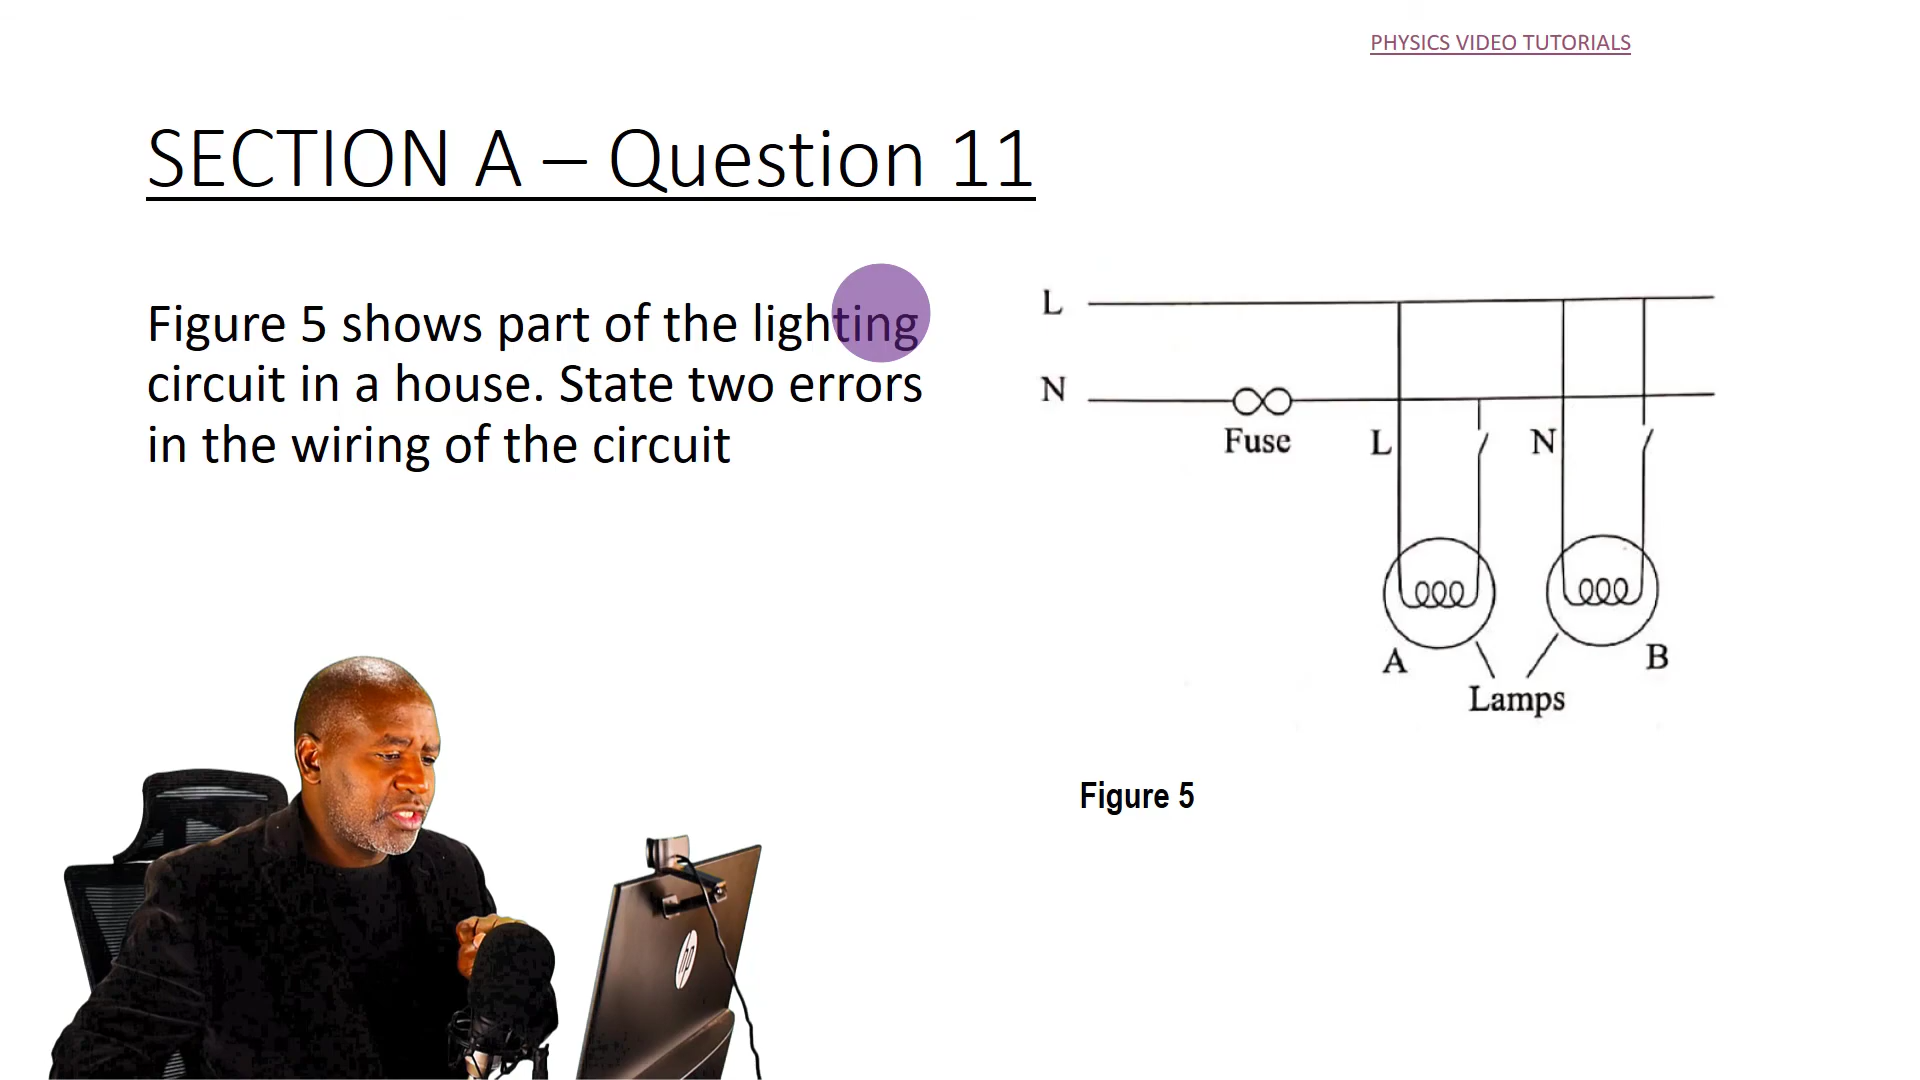 PHYSICS VIDEO TUTORIALS
SECTION A – Question 11
Figure 5 shows part of the lighting
circuit in a house. State two errors
in the wiring of the circuit
L
N
Fuse
L
N
A
B
Lamps
Figure 5
hp